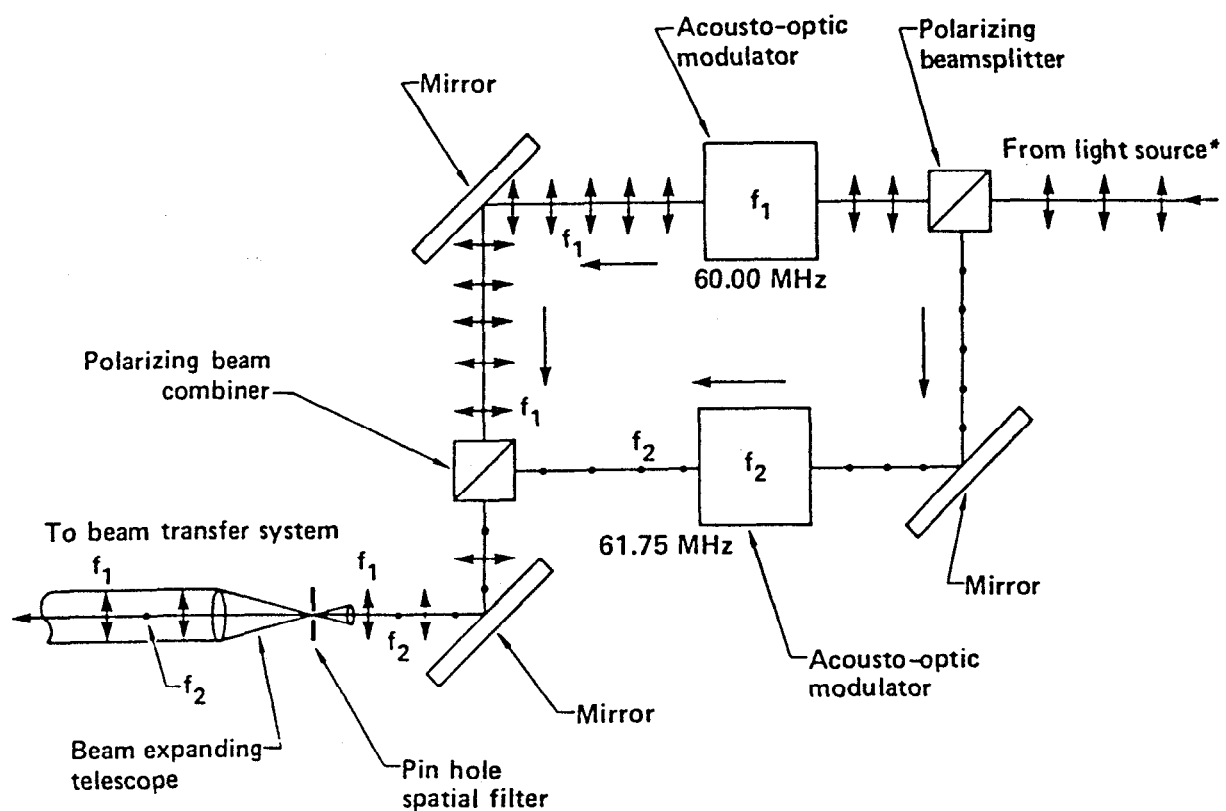 Acousto-optic
modulator
Polarizing
beamsplitter
Mirror
From light source*
f1
f1
60.00 MHz
Polarizing beam
combiner
f1
f2
f2
To beam transfer system
61.75 MHz
f1
f1
Mirror
f2
f2
Acousto-optic
modulator
Mirror
Beam expanding
telescope
Pin hole
spatial filter